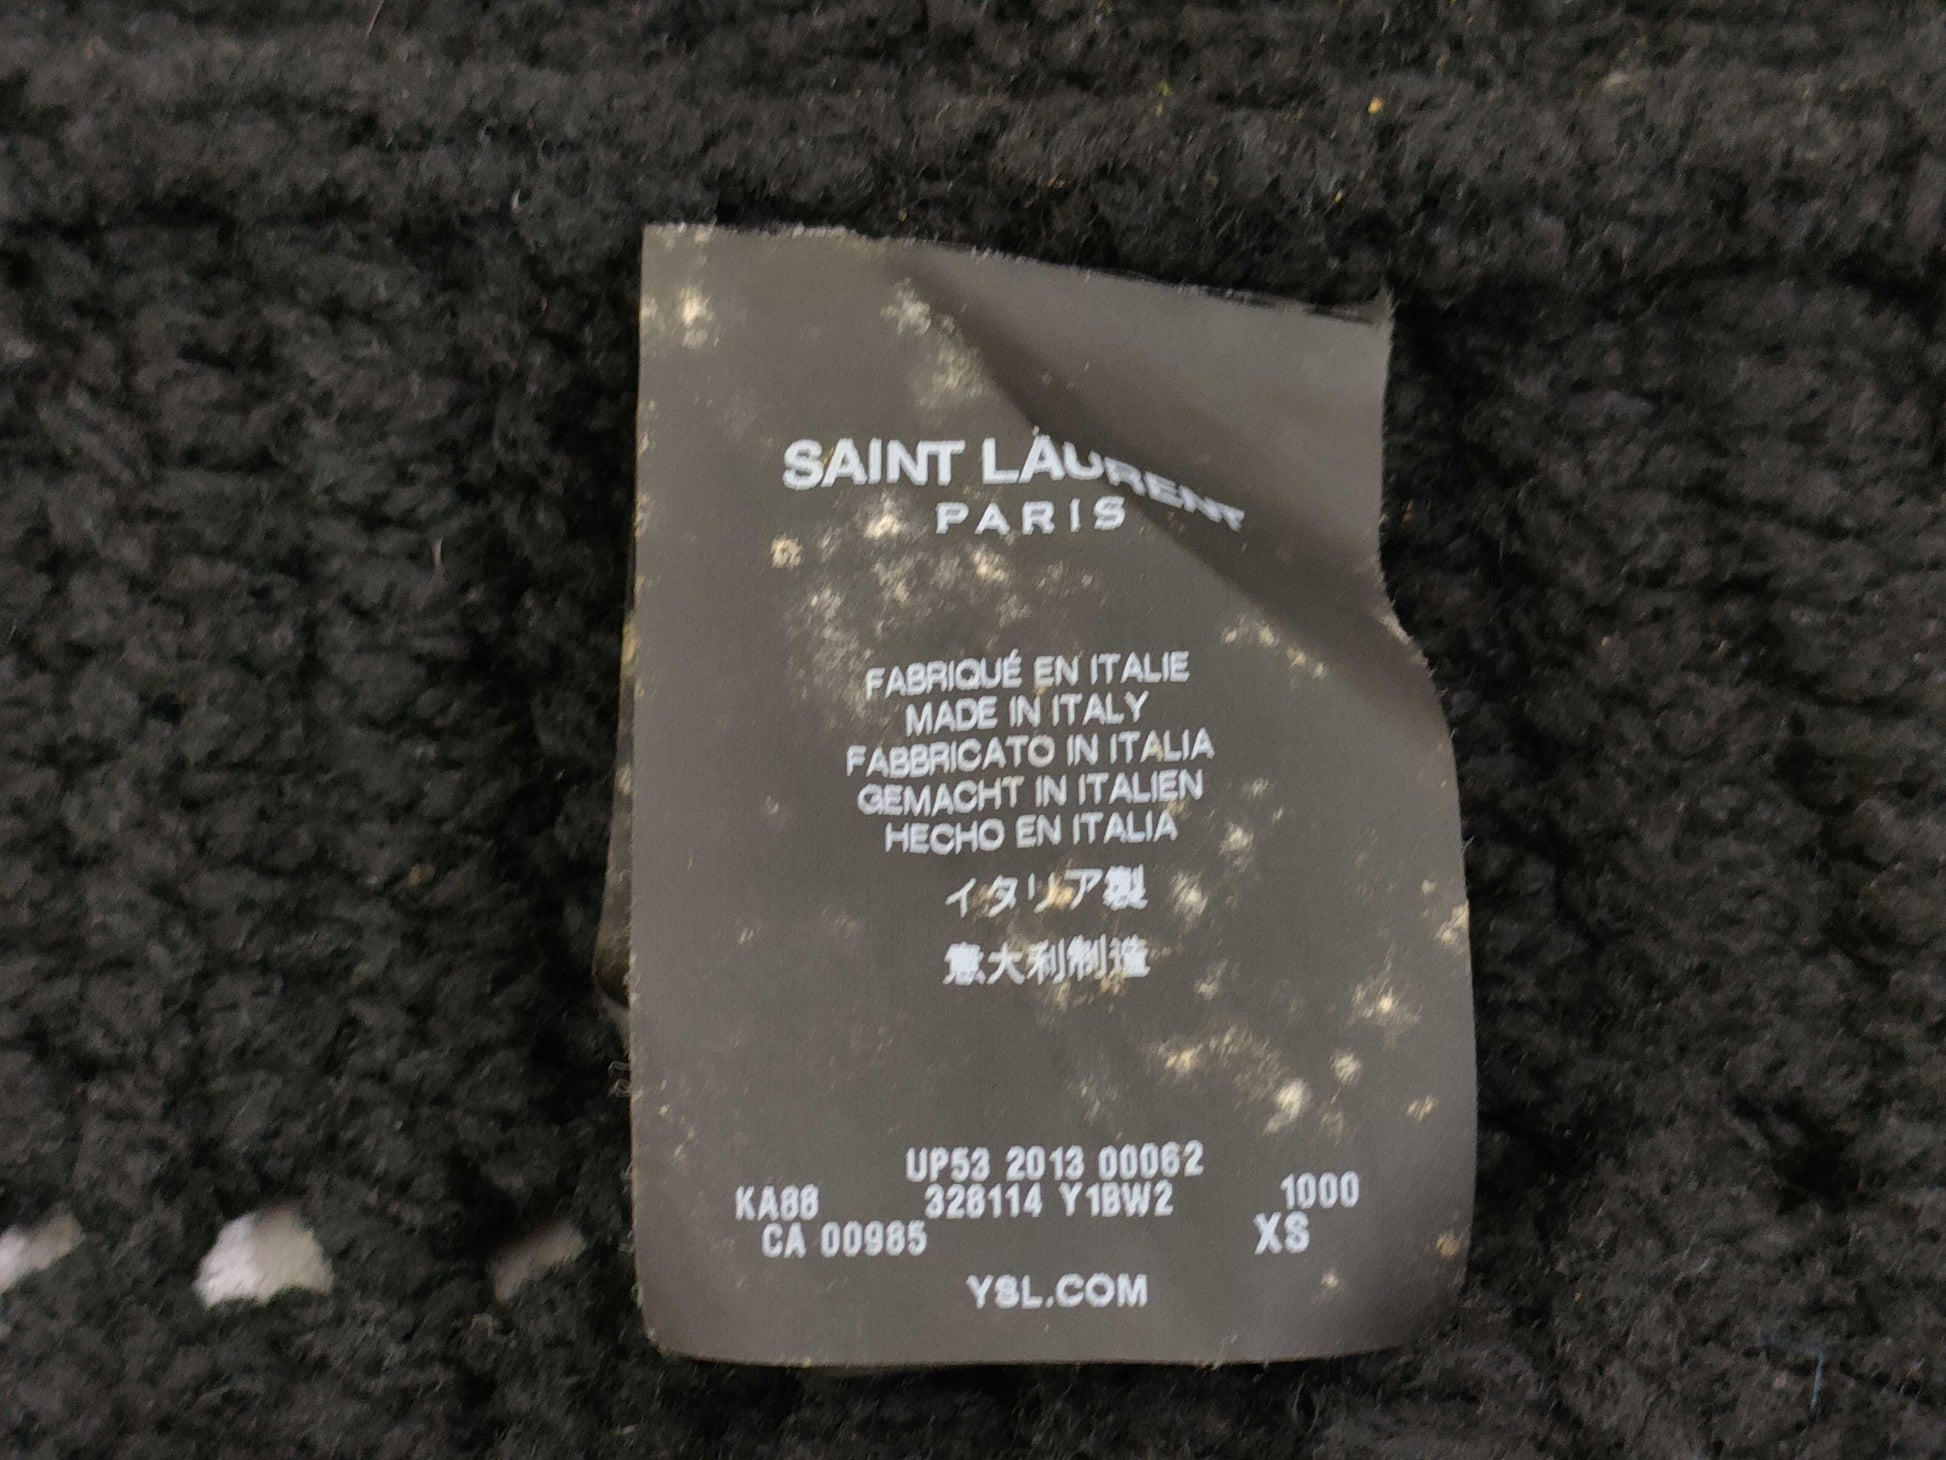 SAINT LAURENT
PARIS
FABRIQUÉ EN ITALIE
MADE IN ITALY
FABBRICATO IN ITALIA
GEMACHT IN ITALIEN
HECHO EN ITALIA
イタリア製
意大利制造
UP53 2013 00062
KA88 328114 Y1BW2 1000
CA 00985 XS
YSL.COM